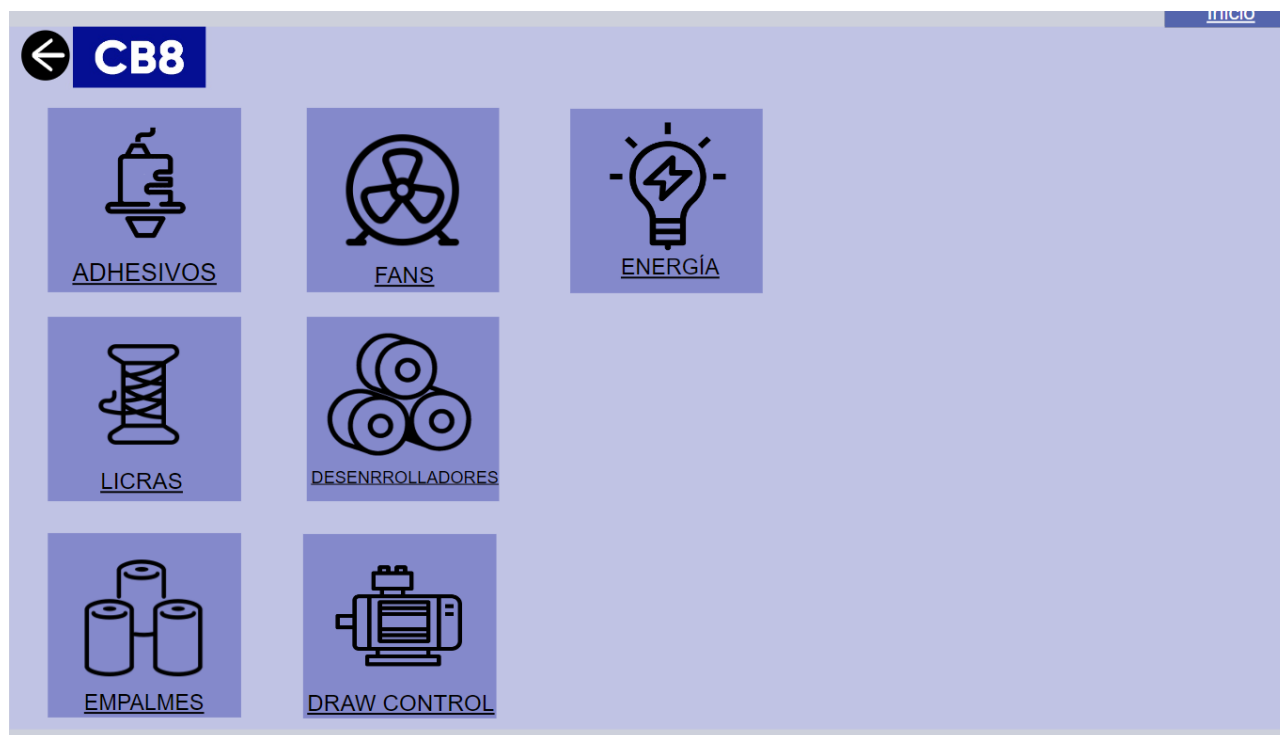 Inicio
CB8
ADHESIVOS
FANS
ENERGÍA
LICRAS
DESENRROLLADORES
EMPALMES
DRAW CONTROL